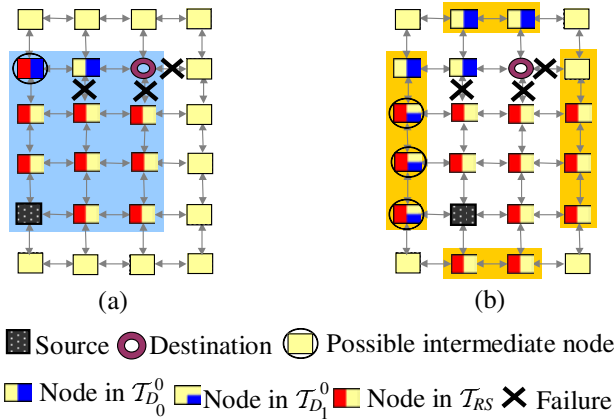 (a) (b)
Source Destination Possible intermediate node
Node in 𝒯_{D_0}^0 Node in 𝒯_{D_1}^0 Node in 𝒯_{RS} Failure